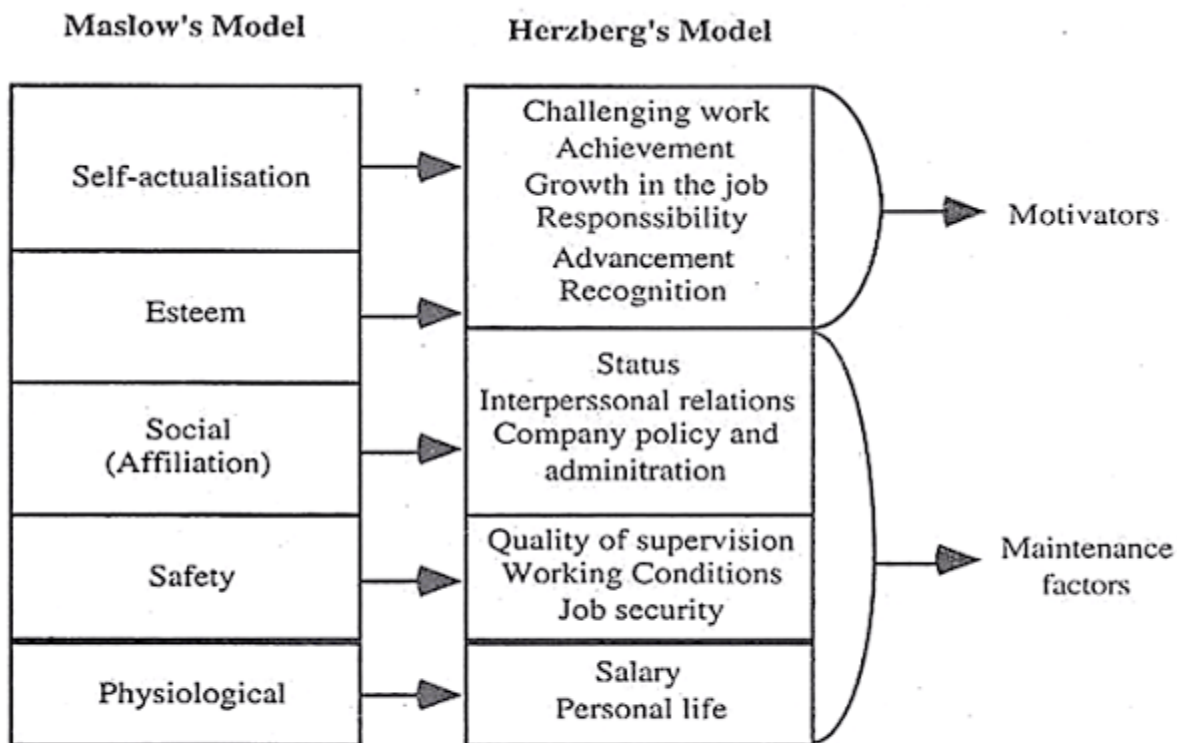 Maslow's Model
Herzberg's Model
Self-actualisation
Esteem
Social
(Affiliation)
Safety
Physiological
Challenging work
Achievement
Growth in the job
Responssibility
Advancement
Recognition
Status
Interperssonal relations
Company policy and
adminitration
Quality of supervision
Working Conditions
Job security
Salary
Personal life
Motivators
Maintenance
factors